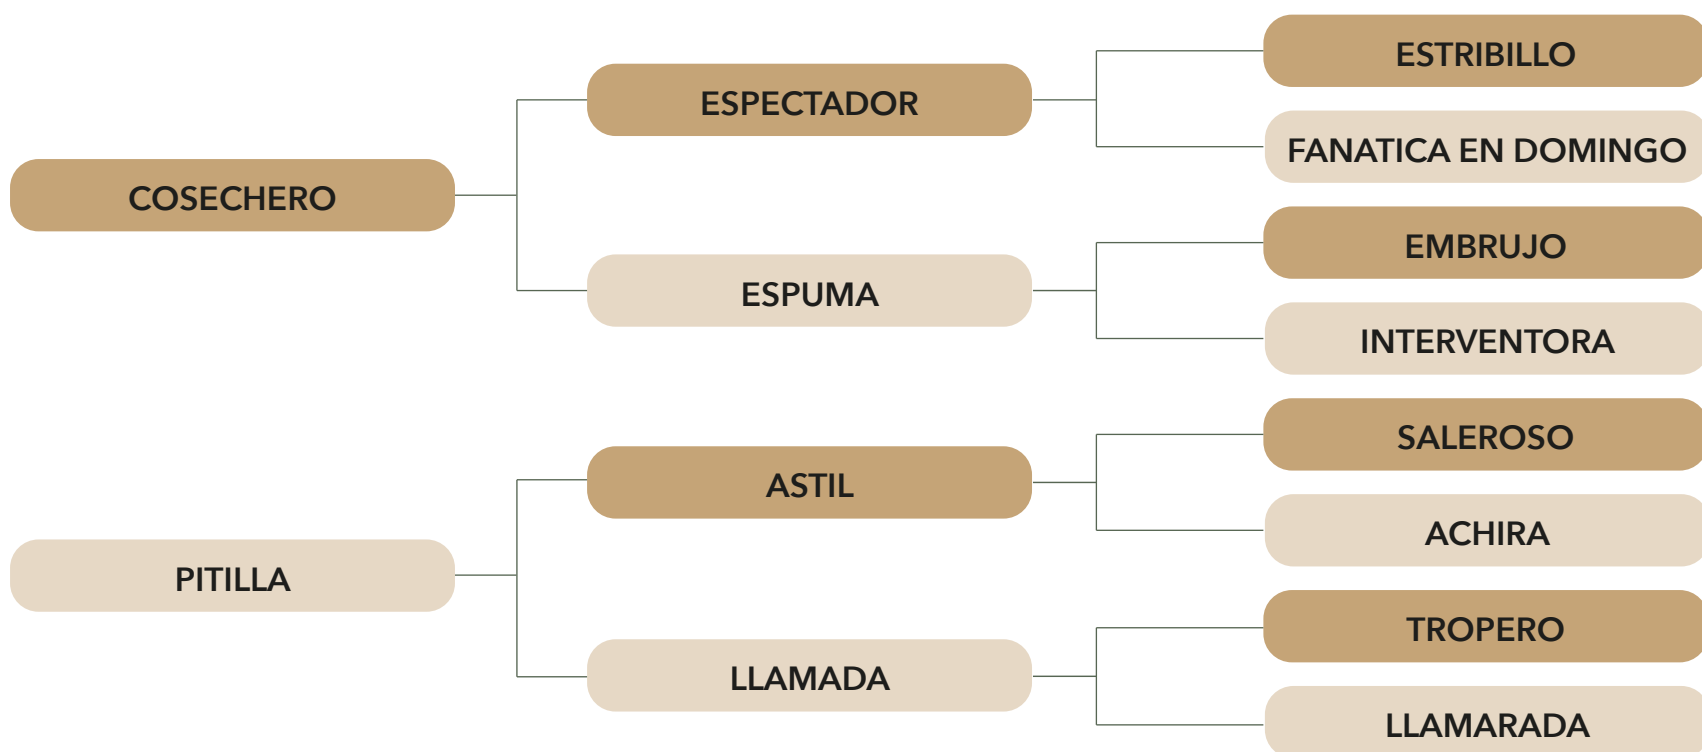 ESTRIBILLO
ESPECTADOR
FANATICA EN DOMINGO
COSECHERO
EMBRUJO
ESPUMA
INTERVENTORA
SALEROSO
ASTIL
ACHIRA
PITILLA
TROPERO
LLAMADA
LLAMARADA